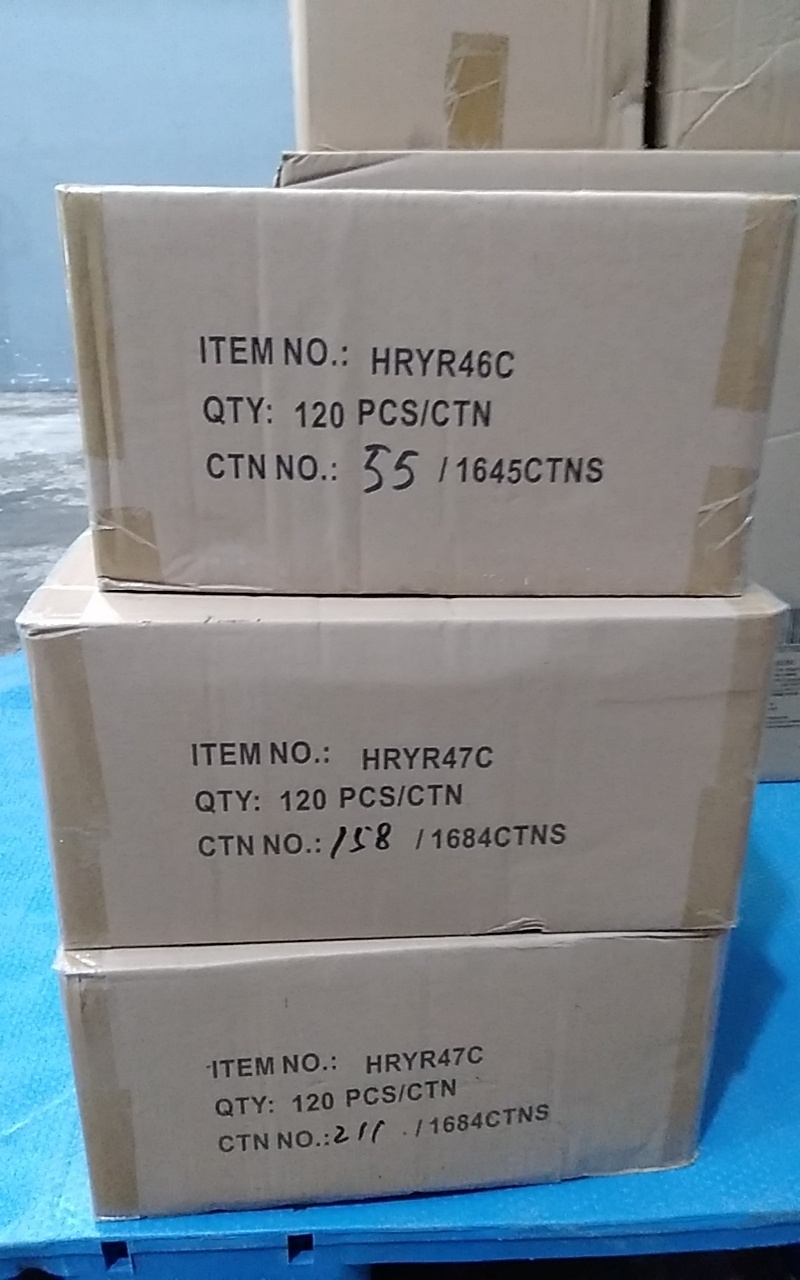 ITEM NO.: HRYR46C
QTY: 120 PCS/CTN
CTN NO.: 55 /1645CTNS
ITEM NO.: HRYR47C
QTY: 120 PCS/CTN
CTN NO.: 158 /1684CTNS
ITEM NO.: HRYR47C
QTY: 120 PCS/CTN
CTN NO.: 211 /1684CTNS